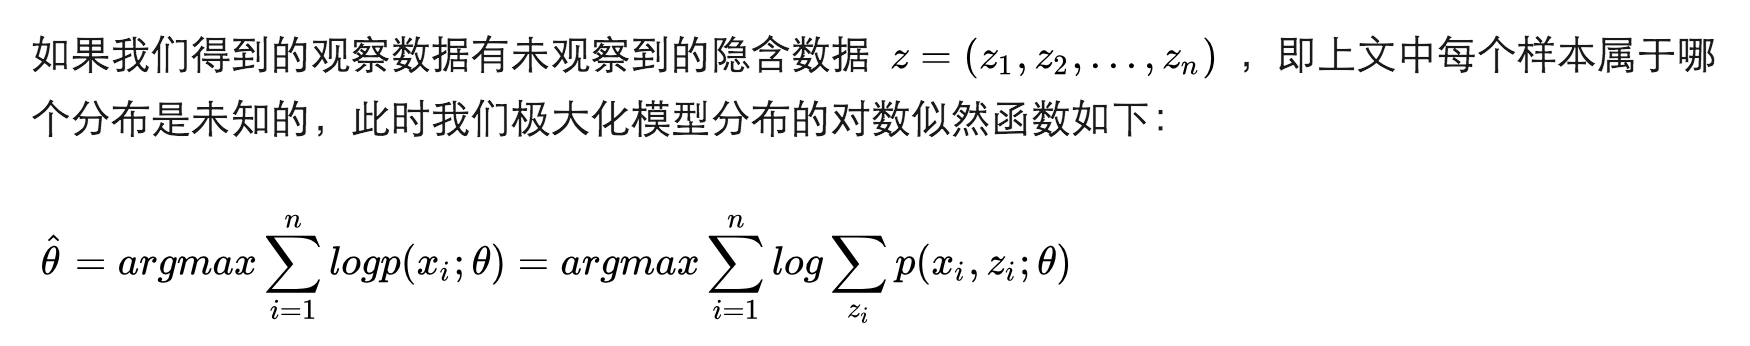 如果我们得到的观察数据有未观察到的隐含数据 $z = (z_1, z_2, \ldots, z_n)$ ，即上文中每个样本属于哪
个分布是未知的，此时我们极大化模型分布的对数似然函数如下：
$\hat{\theta} = argmax \sum_{i=1}^{n} logp(x_i; \theta) = argmax \sum_{i=1}^{n} log \sum_{z_i} p(x_i, z_i; \theta)$